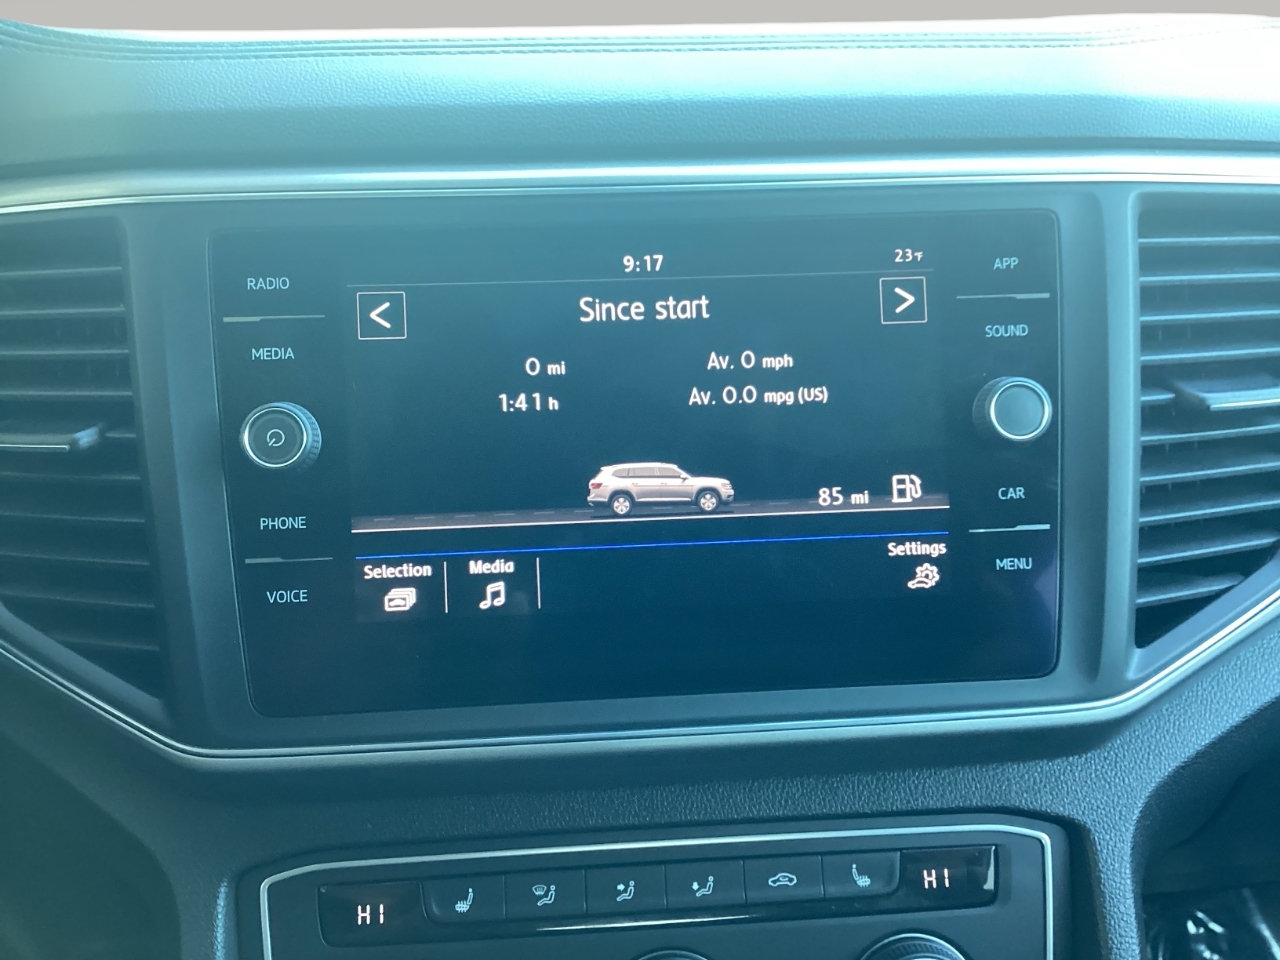 RADIO
MEDIA
PHONE
VOICE
9:17
23°F
<
Since start
>
0 mi
Av. 0 mph
1:41 h
Av. 0.0 mpg (US)
85 mi
Selection
Media
Settings
APP
SOUND
CAR
MENU
HI
HI